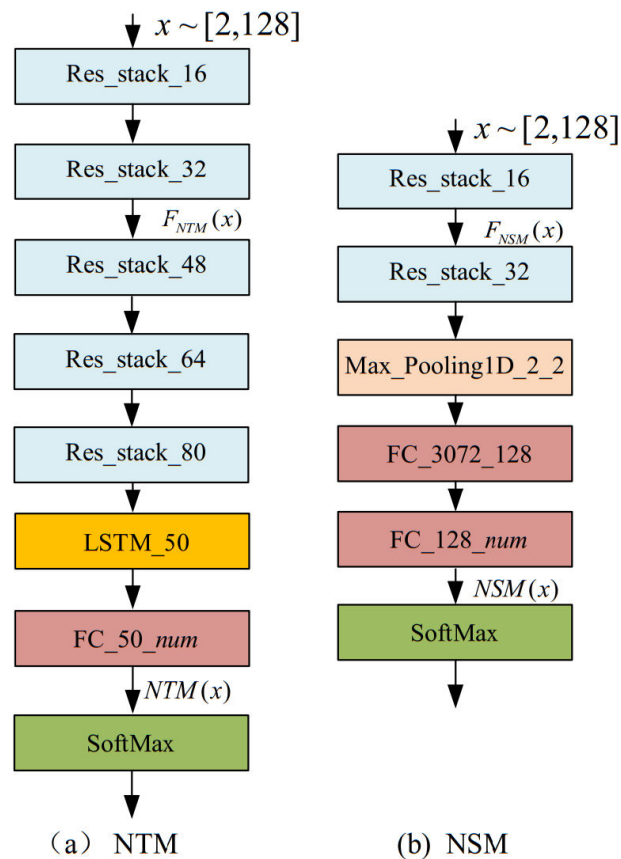 x ~ [2,128]
Res_stack_16
Res_stack_32
F_NTM(x)
Res_stack_48
Res_stack_64
Res_stack_80
LSTM_50
FC_50_num
NTM(x)
SoftMax
(a) NTM
x ~ [2,128]
Res_stack_16
F_NSM(x)
Res_stack_32
Max_Pooling1D_2_2
FC_3072_128
FC_128_num
NSM(x)
SoftMax
(b) NSM